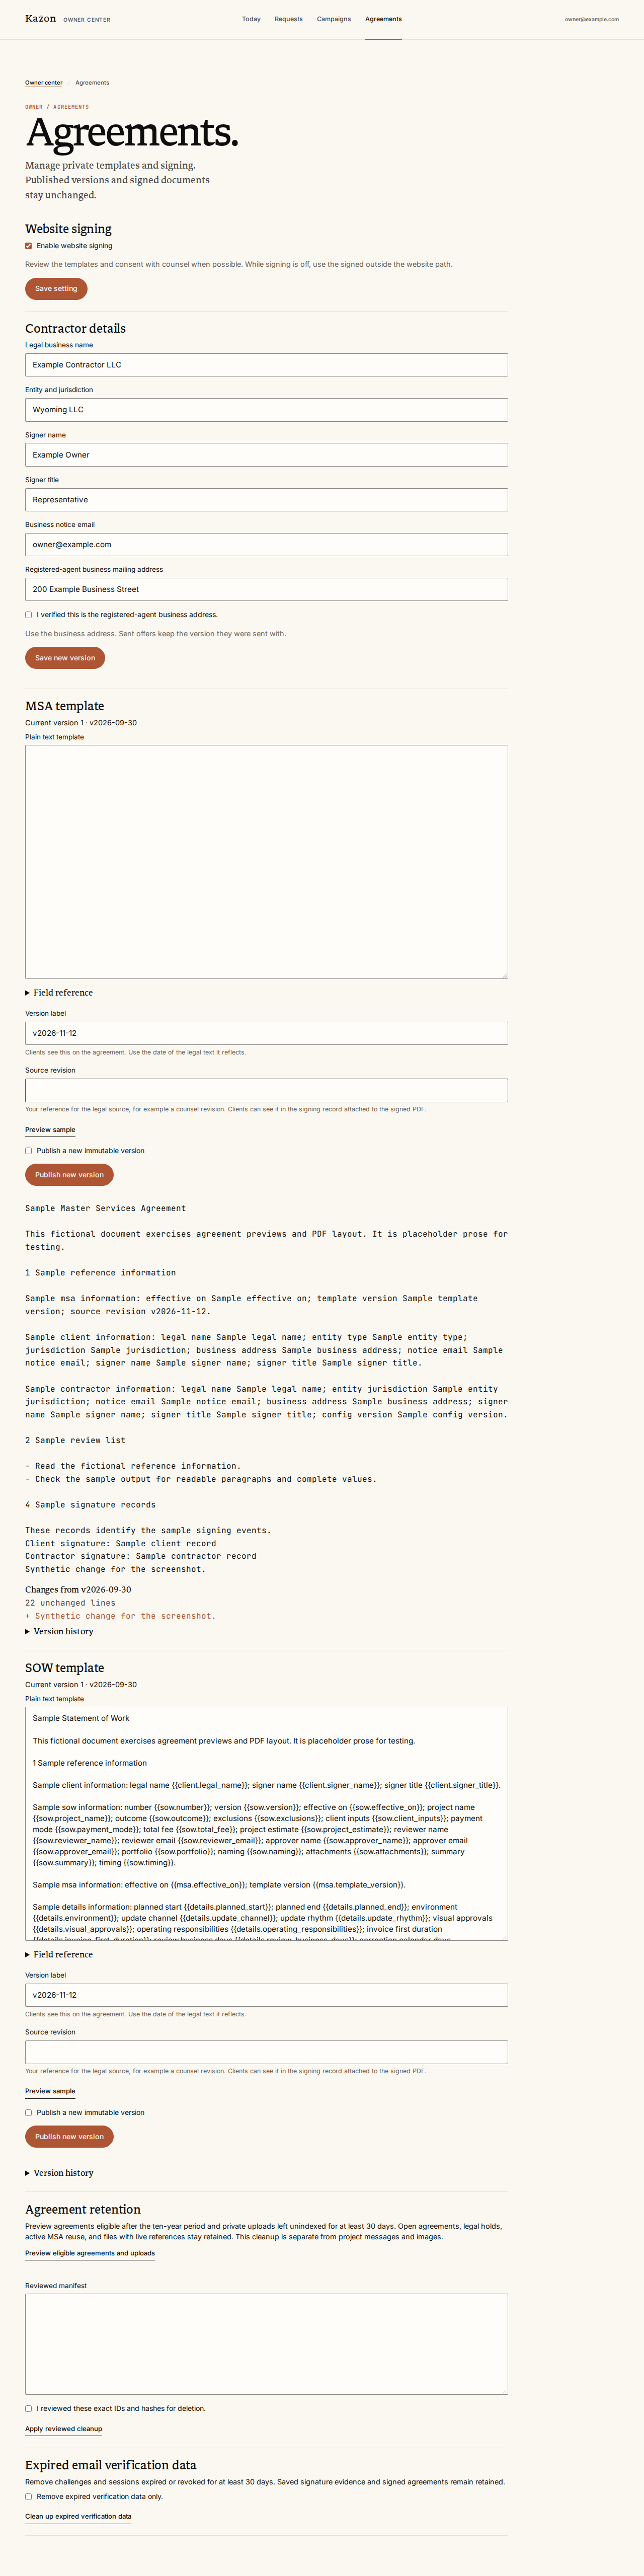 Kazon OWNER CENTER Today Requests Campaigns Agreements owner@example.com
Owner center / Agreements
OWNER / AGREEMENTS
Agreements.
Manage private templates and signing.
Published versions and signed documents
stay unchanged.
Website signing
Enable website signing
Review the templates and consent with counsel when possible. While signing is off, use the signed outside the website path.
Save setting
Contractor details
Legal business name
Example Contractor LLC
Entity and jurisdiction
Wyoming LLC
Signer name
Example Owner
Signer title
Representative
Business notice email
owner@example.com
Registered-agent business mailing address
200 Example Business Street
I verified this is the registered-agent business address.
Use the business address. Sent offers keep the version they were sent with.
Save new version
MSA template
Current version 1 · v2026-09-30
Plain text template
Field reference
Version label
v2026-11-12
Clients see this on the agreement. Use the date of the legal text it reflects.
Source revision
Your reference for the legal source, for example a counsel revision. Clients can see it in the signing record attached to the signed PDF.
Preview sample
Publish a new immutable version
Publish new version
Sample Master Services Agreement
This fictional document exercises agreement previews and PDF layout. It is placeholder prose for
testing.
1 Sample reference information
Sample msa information: effective on Sample effective on; template version Sample template
version; source revision v2026-11-12.
Sample client information: legal name Sample legal name; entity type Sample entity type;
jurisdiction Sample jurisdiction; business address Sample business address; notice email Sample
notice email; signer name Sample signer name; signer title Sample signer title.
Sample contractor information: legal name Sample legal name; entity jurisdiction Sample entity
jurisdiction; notice email Sample notice email; business address Sample business address; signer
name Sample signer name; signer title Sample signer title; config version Sample config version.
2 Sample review list
- Read the fictional reference information.
- Check the sample output for readable paragraphs and complete values.
4 Sample signature records
These records identify the sample signing events.
Client signature: Sample client record
Contractor signature: Sample contractor record
Synthetic change for the screenshot.
Changes from v2026-09-30
22 unchanged lines
+ Synthetic change for the screenshot.
Version history
SOW template
Current version 1 · v2026-09-30
Plain text template
Sample Statement of Work
This fictional document exercises agreement previews and PDF layout. It is placeholder prose for testing.
1 Sample reference information
Sample client information: legal name {{client.legal_name}}; signer name {{client.signer_name}}; signer title {{client.signer_title}}.
Sample sow information: number {{sow.number}}; version {{sow.version}}; effective on {{sow.effective_on}}; project name
{{sow.project_name}}; outcome {{sow.outcome}}; exclusions {{sow.exclusions}}; client inputs {{sow.client_inputs}}; payment
mode {{sow.payment_mode}}; total fee {{sow.total_fee}}; project estimate {{sow.project_estimate}}; reviewer name
{{sow.reviewer_name}}; reviewer email {{sow.reviewer_email}}; approver name {{sow.approver_name}}; approver email
{{sow.approver_email}}; portfolio {{sow.portfolio}}; naming {{sow.naming}}; attachments {{sow.attachments}}; summary
{{sow.summary}}; timing {{sow.timing}}.
Sample msa information: effective on {{msa.effective_on}}; template version {{msa.template_version}}.
Sample details information: planned start {{details.planned_start}}; planned end {{details.planned_end}}; environment
{{details.environment}}; update channel {{details.update_channel}}; update rhythm {{details.update_rhythm}}; visual approvals
{{details.visual_approvals}}; operating responsibilities {{details.operating_responsibilities}}; invoice first duration
{{details.invoice_first_duration}}; review business days {{details.review_business_days}}; correction calendar days
Field reference
Version label
v2026-11-12
Clients see this on the agreement. Use the date of the legal text it reflects.
Source revision
Your reference for the legal source, for example a counsel revision. Clients can see it in the signing record attached to the signed PDF.
Preview sample
Publish a new immutable version
Publish new version
Version history
Agreement retention
Preview agreements eligible after the ten-year period and private uploads left unindexed for at least 30 days. Open agreements, legal holds,
active MSA reuse, and files with live references stay retained. This cleanup is separate from project messages and images.
Preview eligible agreements and uploads
Reviewed manifest
I reviewed these exact IDs and hashes for deletion.
Apply reviewed cleanup
Expired email verification data
Remove challenges and sessions expired or revoked for at least 30 days. Saved signature evidence and signed agreements remain retained.
Remove expired verification data only.
Clean up expired verification data